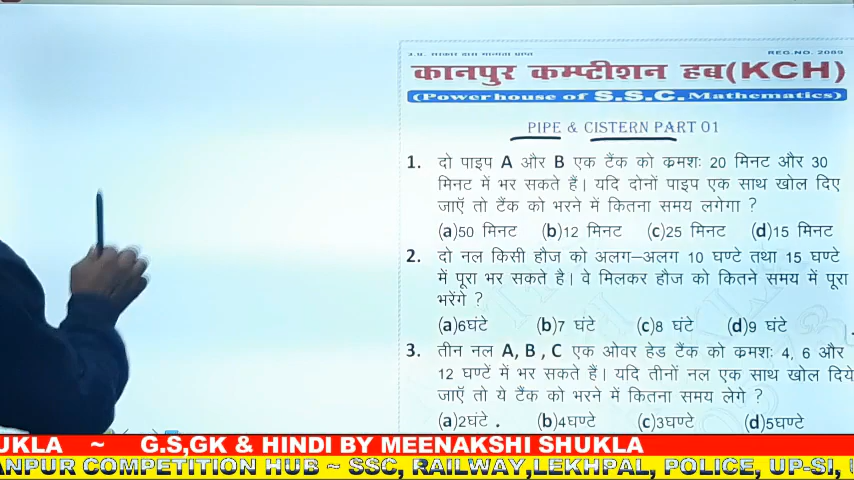 उ.प्र. सरकार द्वारा मान्यता प्राप्त REG.NO. 2089
कानपुर कम्प्टीशन हब(KCH)
(Powerhouse of S.S.C. Mathematics)
PIPE & CISTERN PART 01
1. दो पाइप A और B एक टैंक को क्रमशः 20 मिनट और 30
मिनट में भर सकते हैं। यदि दोनों पाइप एक साथ खोल दिए
जाएँ तो टैंक को भरने में कितना समय लगेगा ?
(a)50 मिनट (b)12 मिनट (c)25 मिनट (d)15 मिनट
2. दो नल किसी हौज को अलग–अलग 10 घण्टे तथा 15 घण्टे
में पूरा भर सकते है। वे मिलकर हौज को कितने समय में पूरा
भरेंगे ?
(a)6घंटे (b)7 घंटे (c)8 घंटे (d)9 घंटे
3. तीन नल A, B , C एक ओवर हेड टैंक को क्रमशः 4, 6 और
12 घण्टें में भर सकते हैं। यदि तीनों नल एक साथ खोल दिये
जाएँ तो ये टैंक को भरने में कितना समय लेगे ?
(a)2घंटे . (b)4घण्टे (c)3घण्टे (d)5घण्टे
UKLA ~ G.S,GK & HINDI BY MEENAKSHI SHUKLA
ANPUR COMPETITION HUB ~ SSC, RAILWAY,LEKHPAL, POLICE, UP-SI,